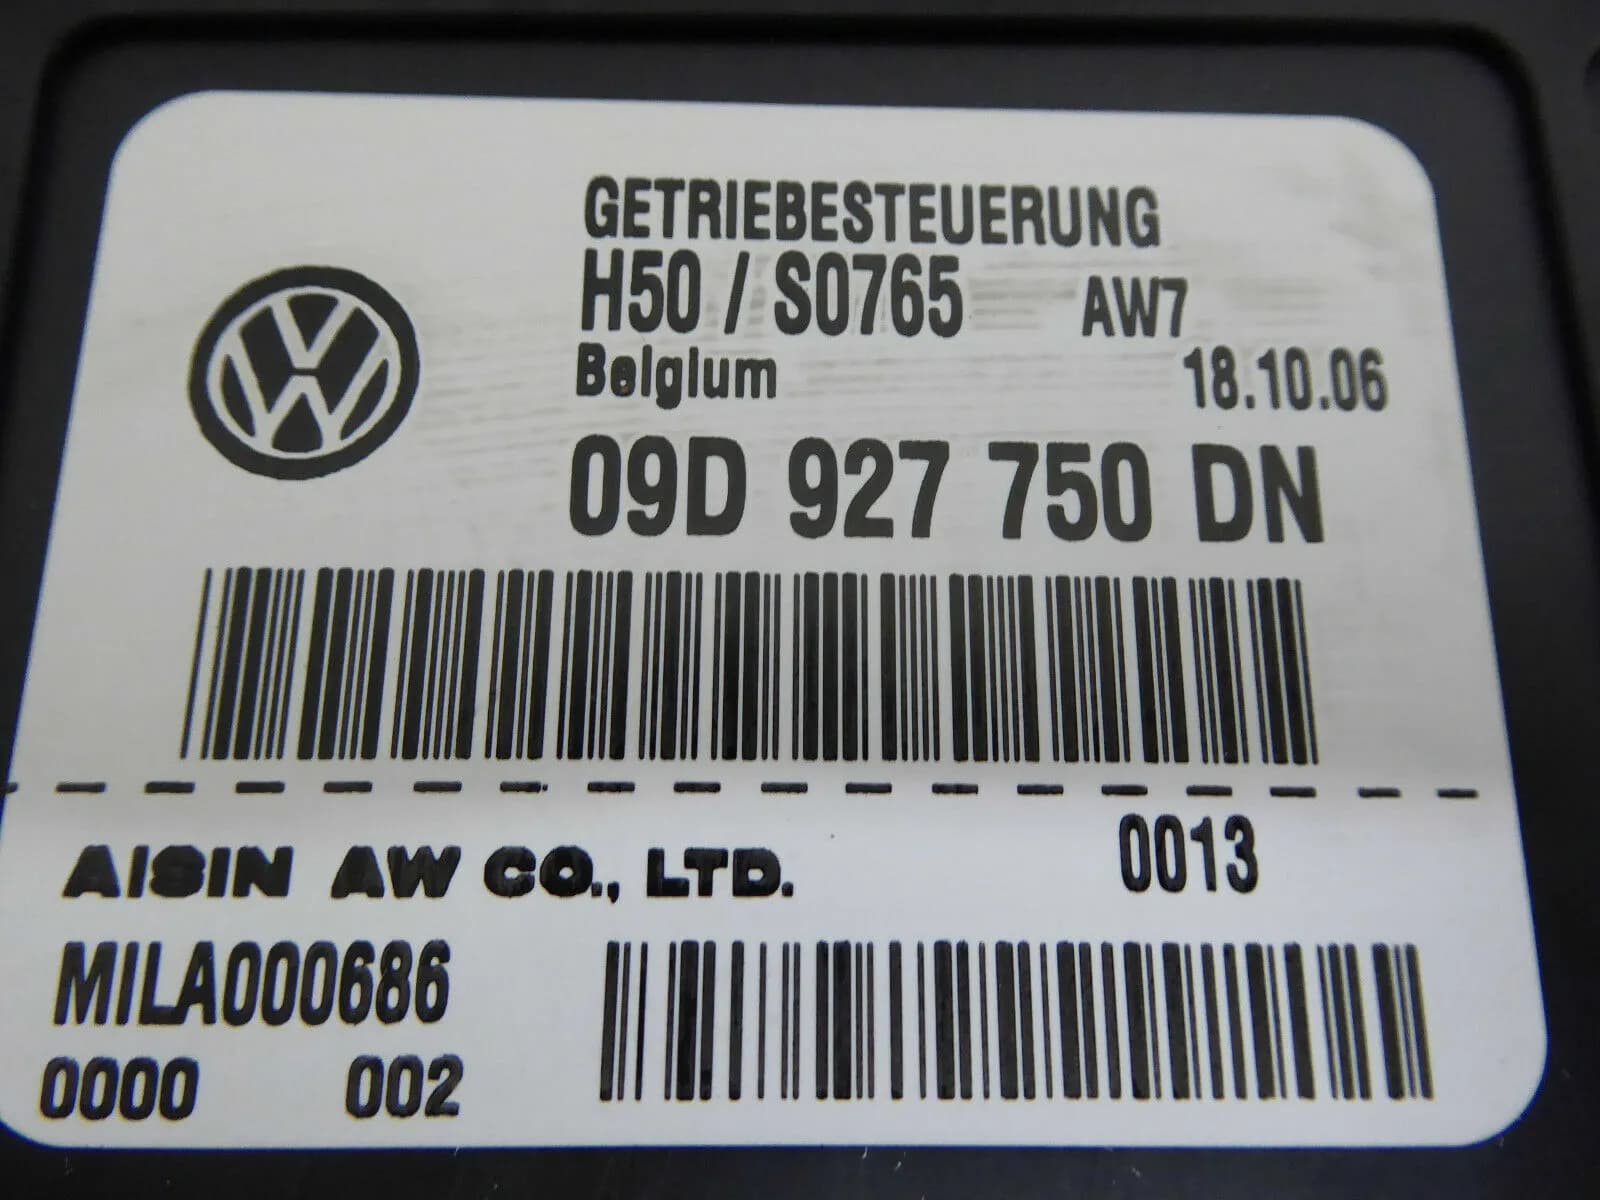 GETRIEBESTEUERUNG
H50 / S0765 AW7
Belgium 18.10.06
09D 927 750 DN
AISIN AW CO., LTD. 0013
MILA000686
0000 002